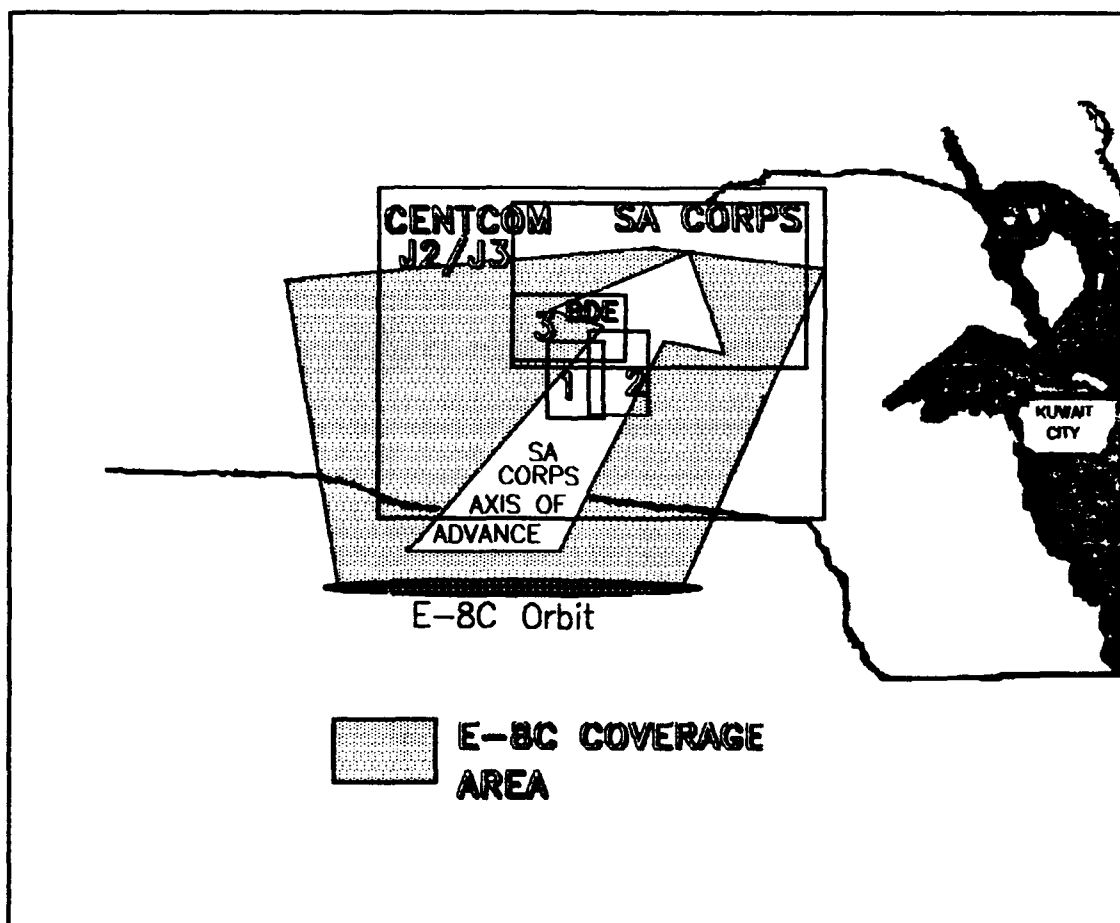 CENTCOM
J2/J3
SA CORPS
3
BDE
1
2
SA
CORPS
AXIS OF
ADVANCE
KUWAIT
CITY
E-8C Orbit
E-8C COVERAGE
AREA